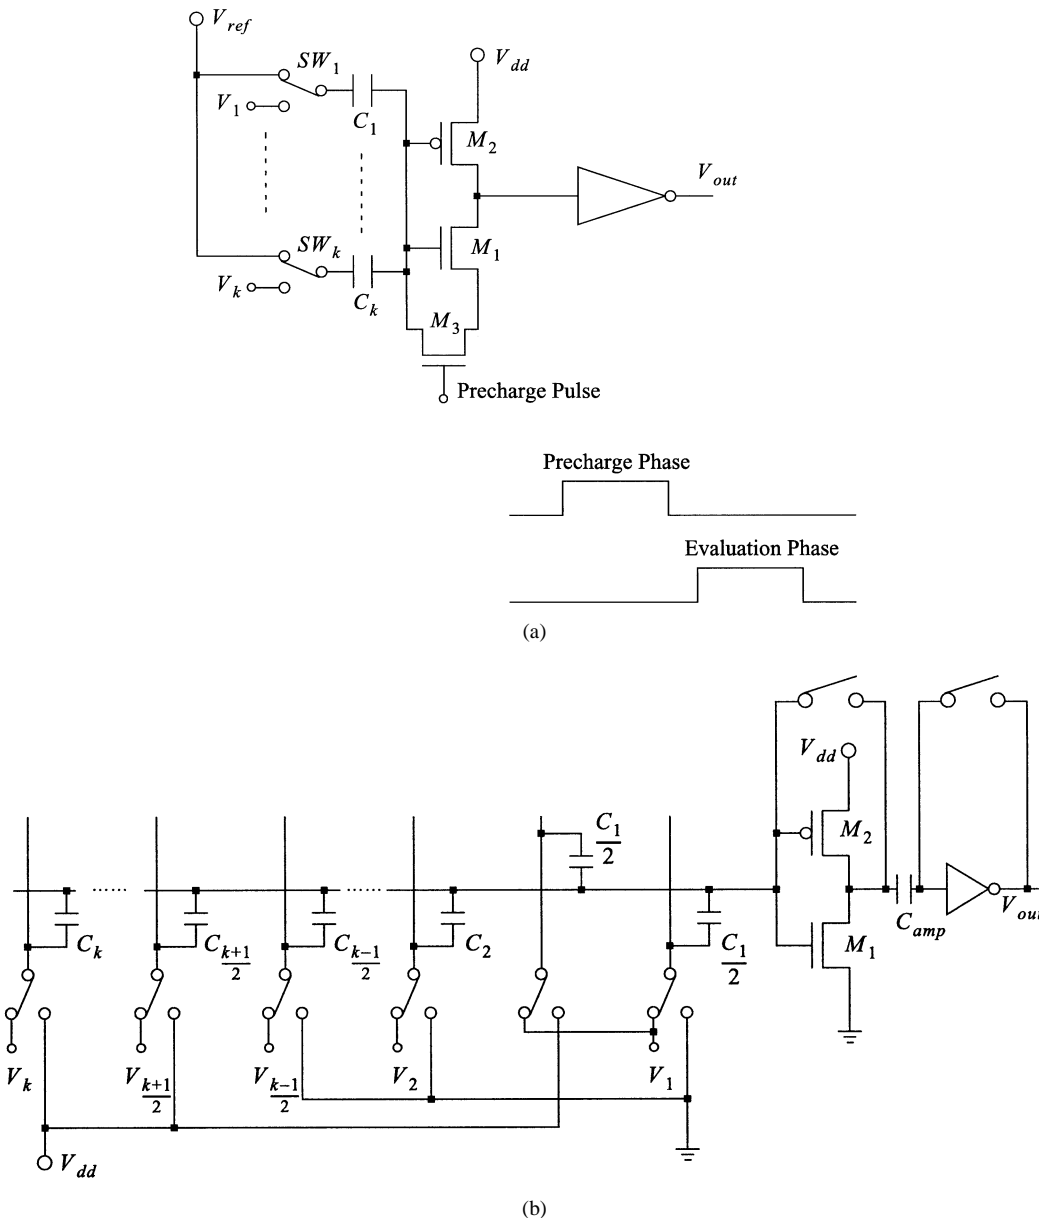 V_ref
SW_1
V_dd
V_1
C_1
M_2
V_out
SW_k
M_1
V_k
C_k
M_3
Precharge Pulse
Precharge Phase
Evaluation Phase
(a)
C_1/2
V_dd
M_2
C_k
C_(k+1)/2
C_(k-1)/2
C_2
C_1/2
C_amp
V_out
M_1
V_k
V_(k+1)/2
V_(k-1)/2
V_2
V_1
V_dd
(b)